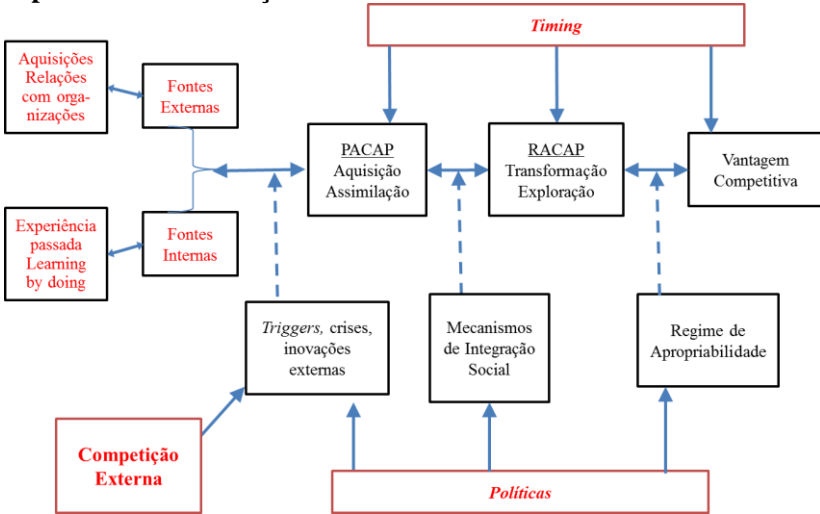 Timing
Aquisições
Relações
com orga-
nizações
Fontes
Externas
PACAP
Aquisição
Assimilação
RACAP
Transformação
Exploração
Vantagem
Competitiva
Experiência
passada
Learning
by doing
Fontes
Internas
Triggers, crises,
inovações
externas
Mecanismos
de Integração
Social
Regime de
Apropriabilidade
Competição
Externa
Políticas